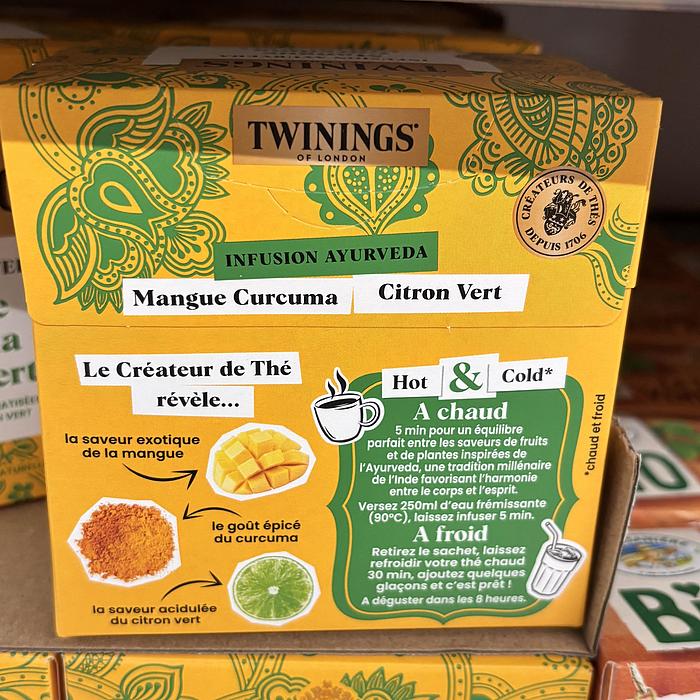 TWININGS
TWININGS®
OF LONDON
CRÉATEURS DE THÉS
DEPUIS 1706
INFUSION AYURVEDA
Mangue Curcuma Citron Vert
Le Créateur de Thé
révèle...
la saveur exotique
de la mangue
le goût épicé
du curcuma
la saveur acidulée
du citron vert
Hot & Cold*
A chaud
5 min pour un équilibre
parfait entre les saveurs de fruits
et de plantes inspirées de
l'Ayurveda, une tradition millénaire
de l'Inde favorisant l'harmonie
entre le corps et l'esprit.
Versez 250ml d'eau frémissante
(90°C), laissez infuser 5 min.
A froid
Retirez le sachet, laissez
refroidir votre thé chaud
30 min, ajoutez quelques
glaçons et c'est prêt !
A déguster dans les 8 heures.
*chaud et froid